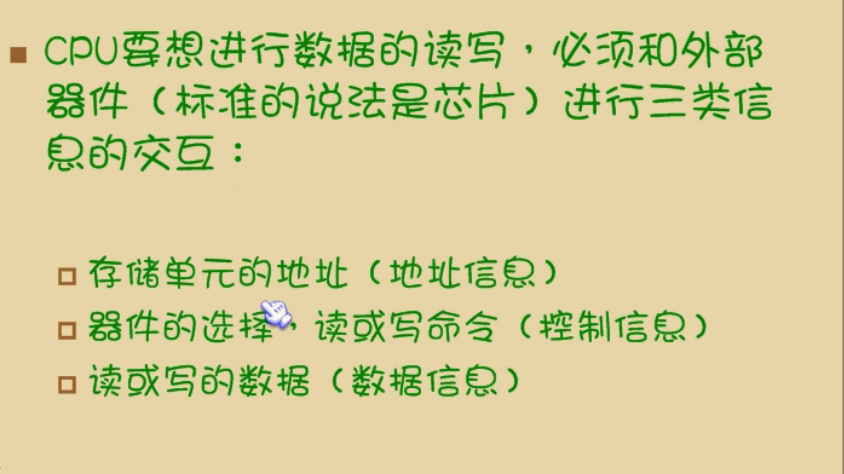 CPU要想进行数据的读写，必须和外部
器件（标准的说法是芯片）进行三类信
息的交互：
存储单元的地址（地址信息）
器件的选择，读或写命令（控制信息）
读或写的数据（数据信息）